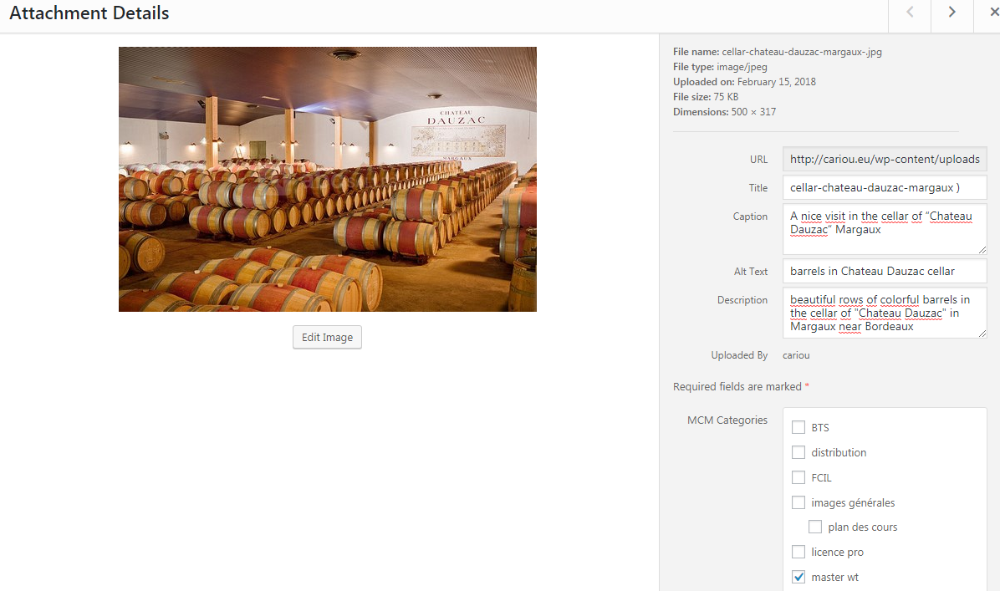 Attachment Details
CHATEAU
DAUZAC
MARGAUX
Edit Image
File name: cellar-chateau-dauzac-margaux-.jpg
File type: image/jpeg
Uploaded on: February 15, 2018
File size: 75 KB
Dimensions: 500 × 317
URL http://cariou.eu/wp-content/uploads
Title cellar-chateau-dauzac-margaux )
Caption A nice visit in the cellar of “Chateau
Dauzac” Margaux
Alt Text barrels in Chateau Dauzac cellar
Description beautiful rows of colorful barrels in
the cellar of "Chateau Dauzac" in
Margaux near Bordeaux
Uploaded By cariou
Required fields are marked *
MCM Categories
BTS
distribution
FCIL
images générales
plan des cours
licence pro
master wt